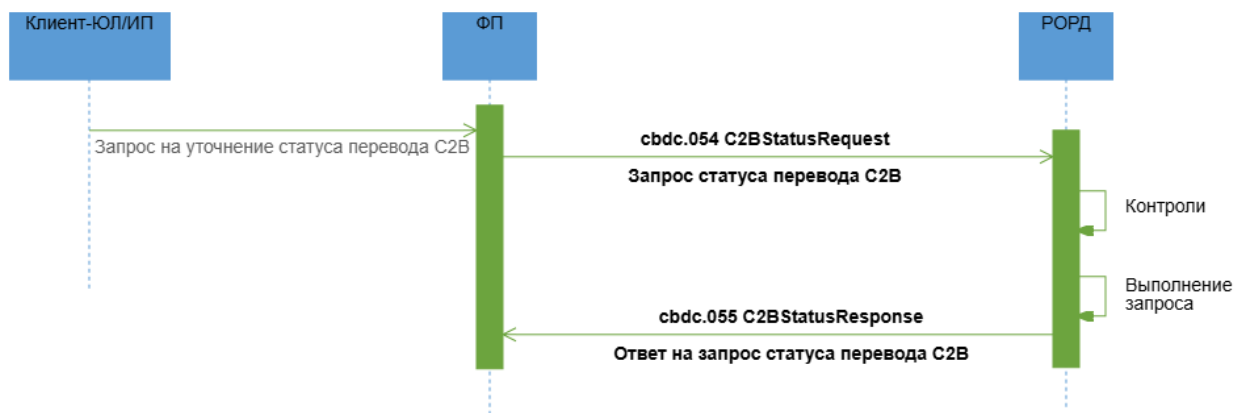 Клиент-ЮЛ/ИП
ФП
РОРД
Запрос на уточнение статуса перевода C2B
cbdc.054 C2BStatusRequest
Запрос статуса перевода C2B
Контроли
Выполнение
запроса
cbdc.055 C2BStatusResponse
Ответ на запрос статуса перевода C2B